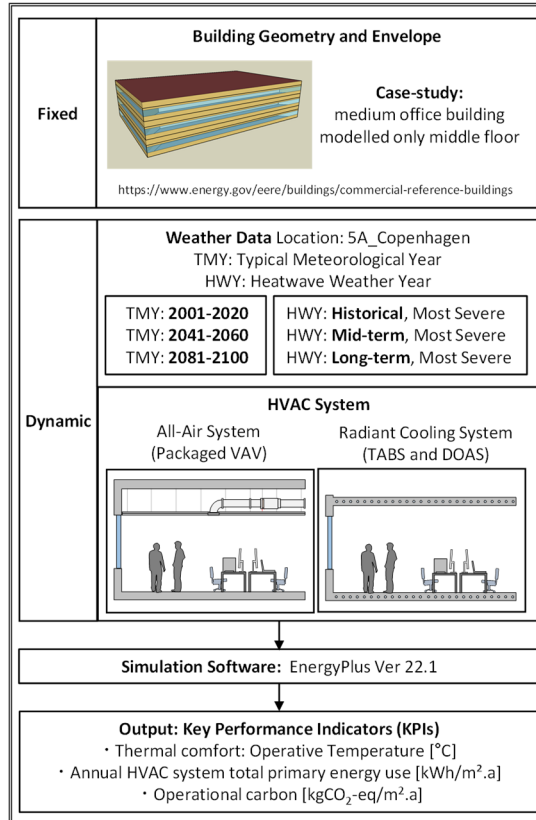 Building Geometry and Envelope
Fixed
Case-study:
medium office building
modelled only middle floor
https://www.energy.gov/eere/buildings/commercial-reference-buildings
Dynamic
Weather Data Location: 5A_Copenhagen
TMY: Typical Meteorological Year
HWY: Heatwave Weather Year
TMY: 2001-2020
TMY: 2041-2060
TMY: 2081-2100
HWY: Historical, Most Severe
HWY: Mid-term, Most Severe
HWY: Long-term, Most Severe
HVAC System
All-Air System
(Packaged VAV)
Radiant Cooling System
(TABS and DOAS)
Simulation Software: EnergyPlus Ver 22.1
Output: Key Performance Indicators (KPIs)
· Thermal comfort: Operative Temperature [°C]
· Annual HVAC system total primary energy use [kWh/m².a]
· Operational carbon [kgCO₂-eq/m².a]